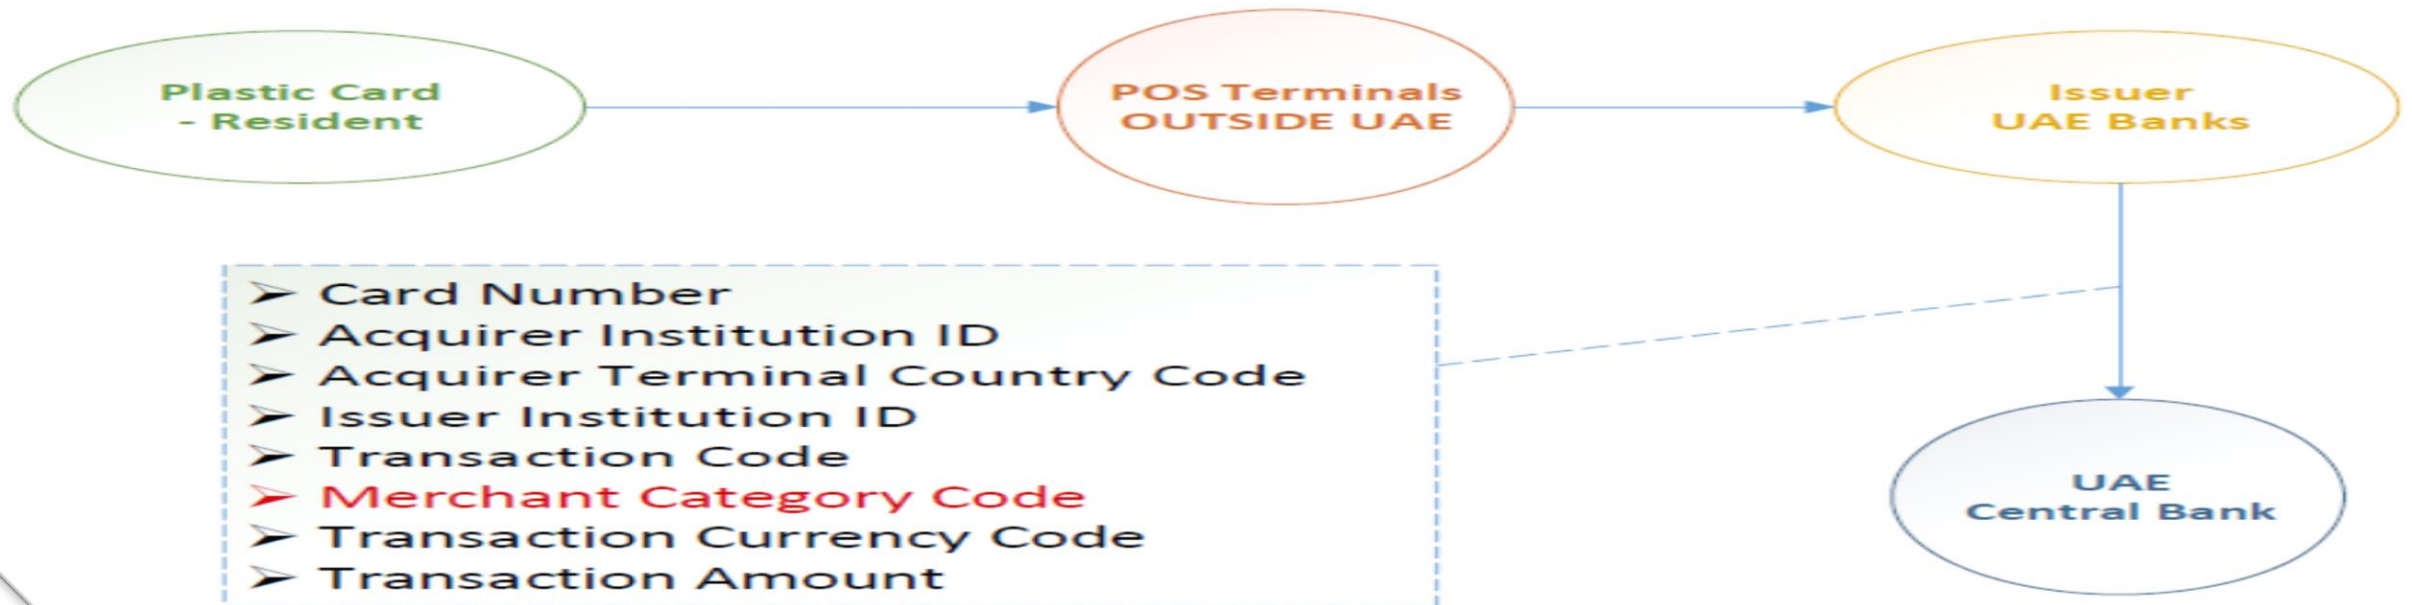 Plastic Card
- Resident
POS Terminals
OUTSIDE UAE
Issuer
UAE Banks
➢ Card Number
➢ Acquirer Institution ID
➢ Acquirer Terminal Country Code
➢ Issuer Institution ID
➢ Transaction Code
➢ Merchant Category Code
➢ Transaction Currency Code
➢ Transaction Amount
UAE
Central Bank